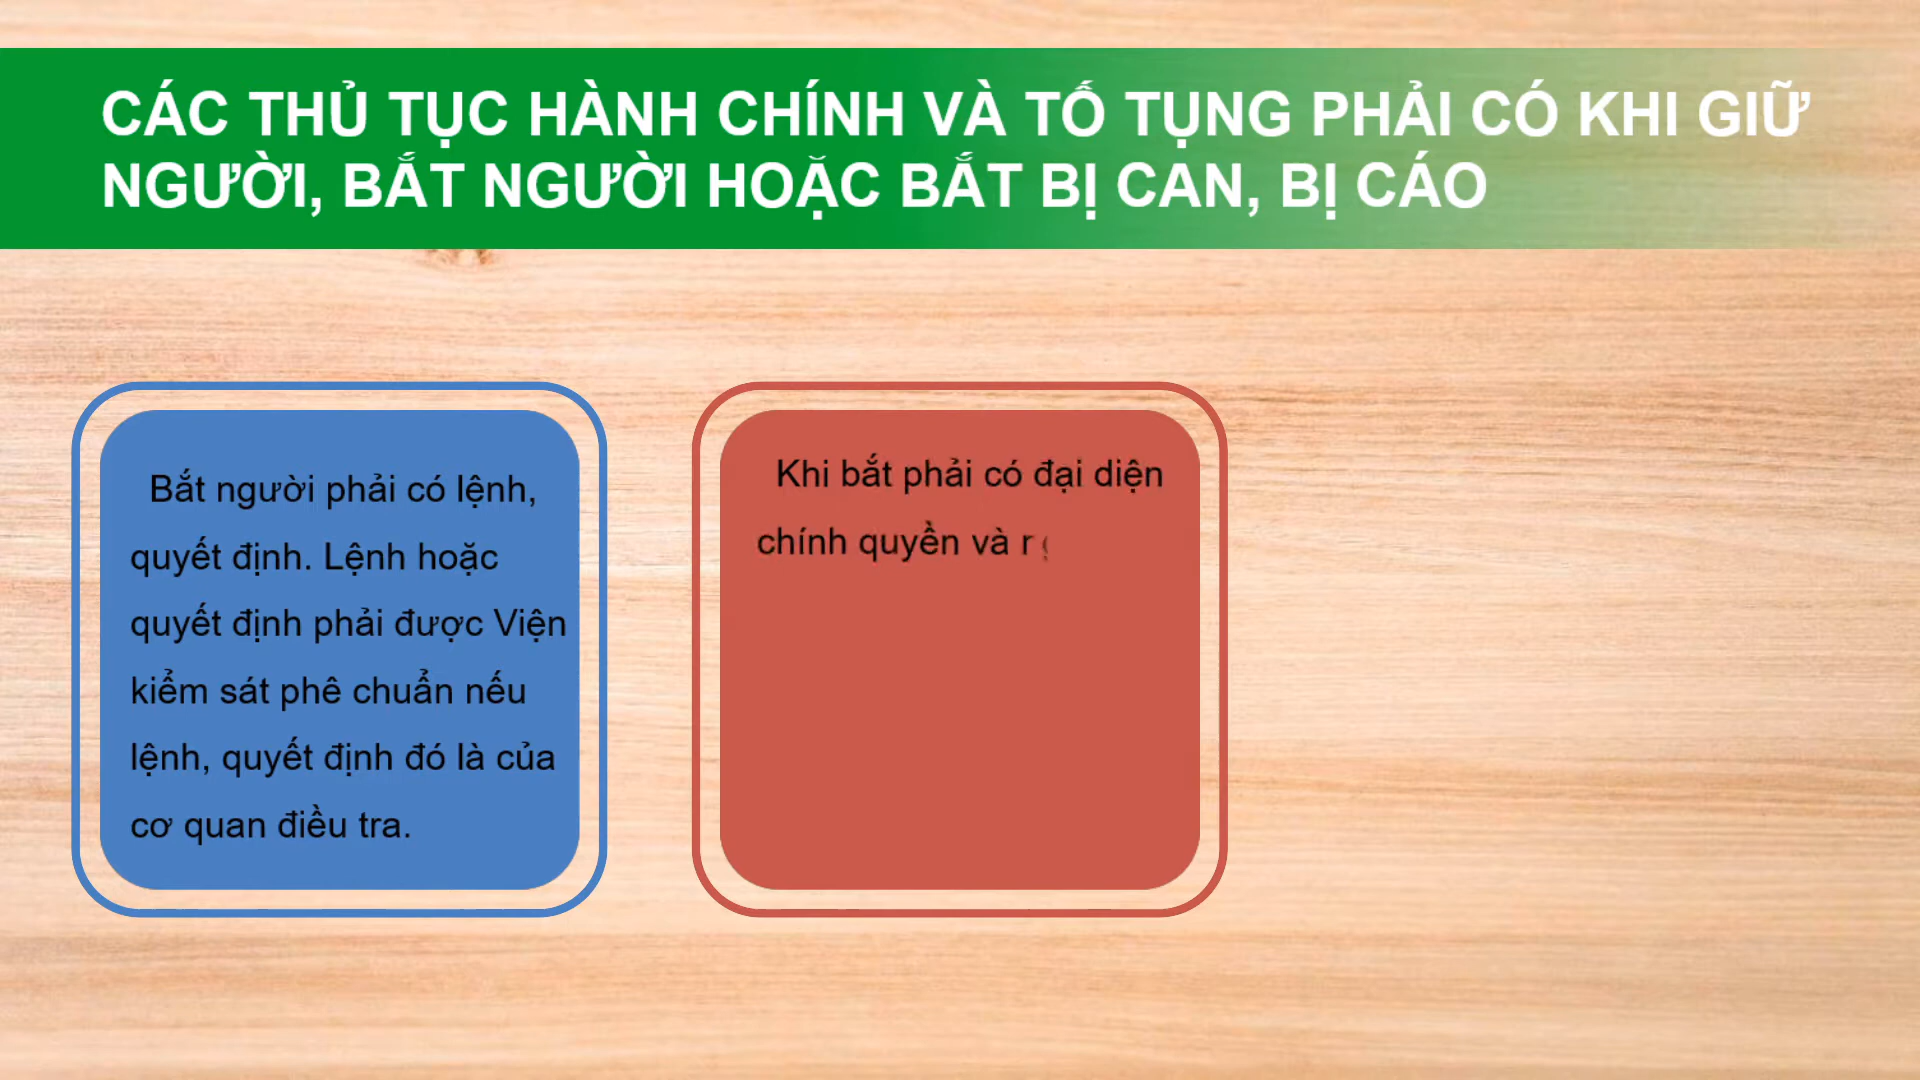 CÁC THỦ TỤC HÀNH CHÍNH VÀ TỐ TỤNG PHẢI CÓ KHI GIỮ
NGƯỜI, BẮT NGƯỜI HOẶC BẮT BỊ CAN, BỊ CÁO
Bắt người phải có lệnh,
quyết định. Lệnh hoặc
quyết định phải được Viện
kiểm sát phê chuẩn nếu
lệnh, quyết định đó là của
cơ quan điều tra.
Khi bắt phải có đại diện
chính quyền và